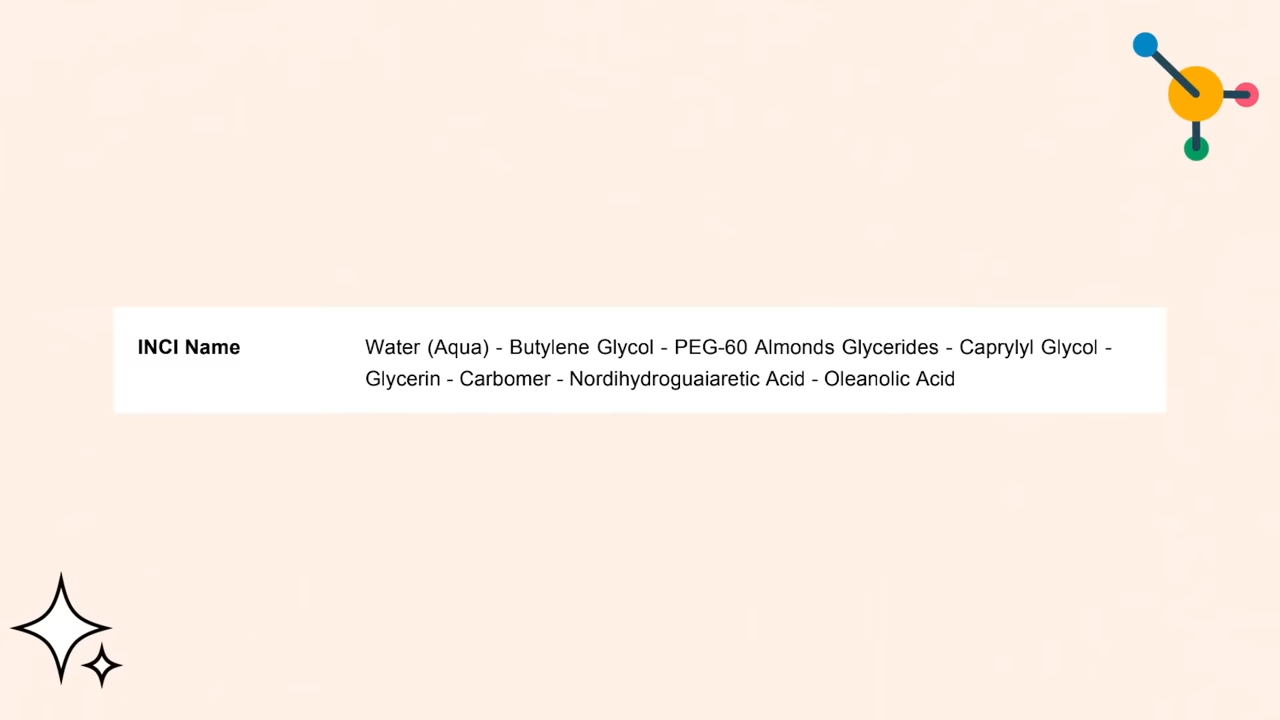 INCI Name
Water (Aqua) - Butylene Glycol - PEG-60 Almonds Glycerides - Caprylyl Glycol -
Glycerin - Carbomer - Nordihydroguaiaretic Acid - Oleanolic Acid